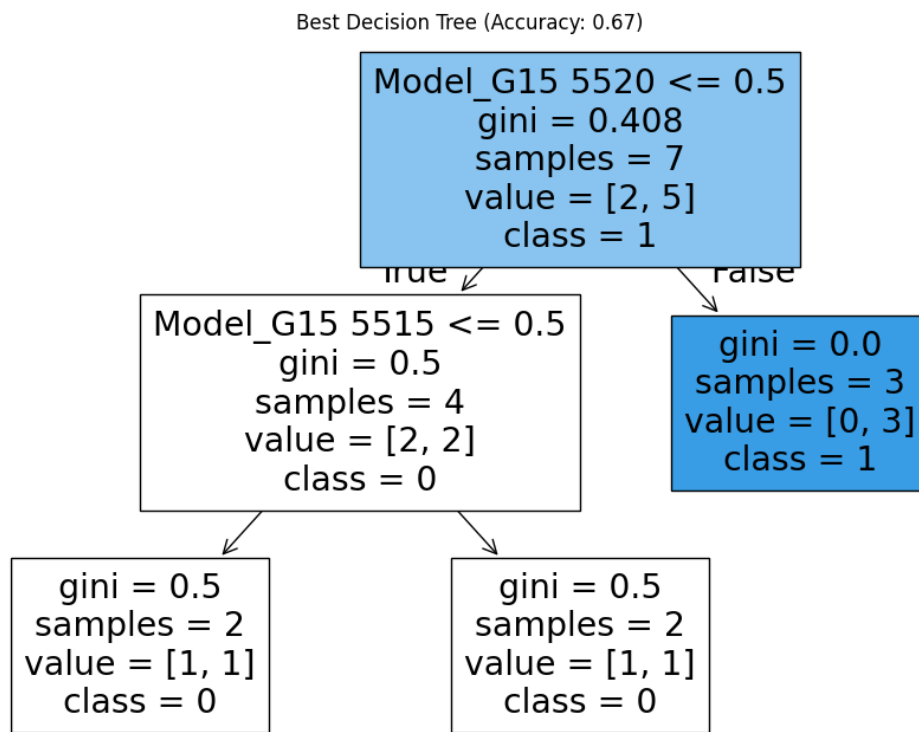 Best Decision Tree (Accuracy: 0.67)
Model_G15 5520 <= 0.5
gini = 0.408
samples = 7
value = [2, 5]
class = 1
True
False
Model_G15 5515 <= 0.5
gini = 0.5
samples = 4
value = [2, 2]
class = 0
gini = 0.0
samples = 3
value = [0, 3]
class = 1
gini = 0.5
samples = 2
value = [1, 1]
class = 0
gini = 0.5
samples = 2
value = [1, 1]
class = 0